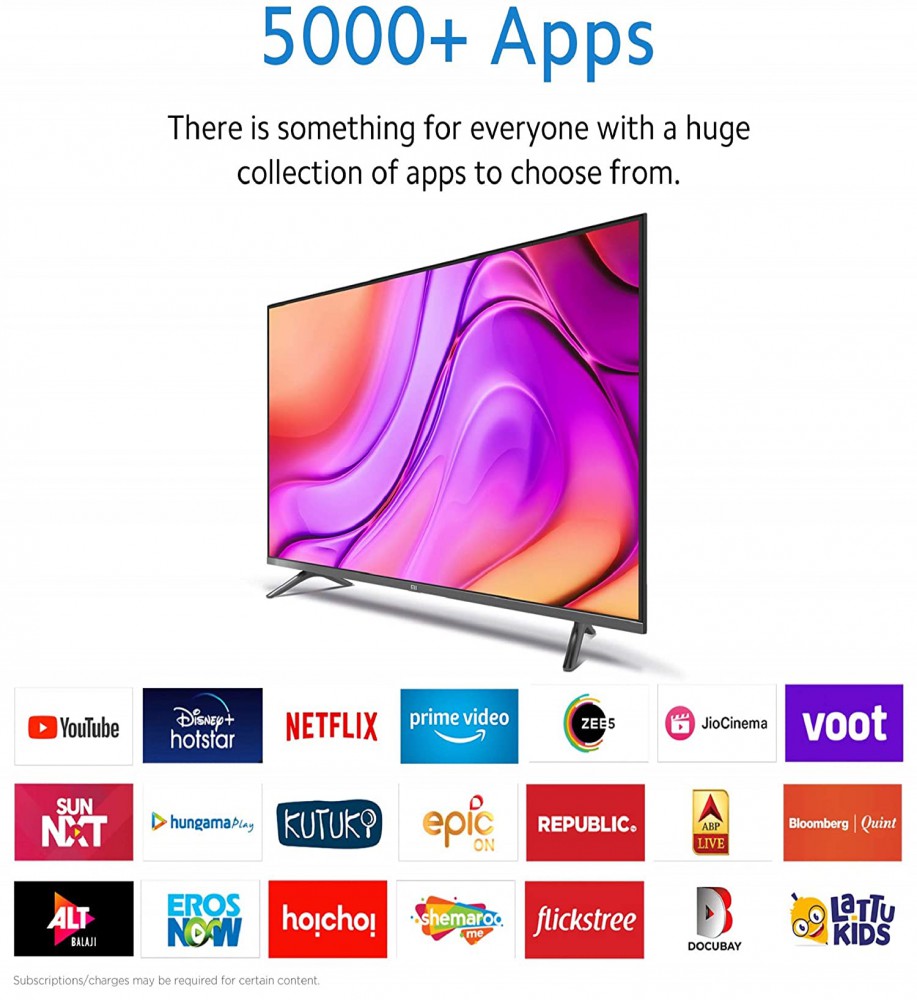 5000+ Apps
There is something for everyone with a huge
collection of apps to choose from.
mi
YouTube
Disney+
hotstar
NETFLIX
prime video
ZEE5
JioCinema
voot
SUN
NXT
hungama play
KUTUKI
epic
ON
REPUBLIC.
ABP
LIVE
Bloomberg | Quint
ALT
BALAJI
EROS
NOW
hoichoi
shemaroo
me
flickstree
DOCUBAY
LaTTU
KIDS
Subscriptions/charges may be required for certain content.